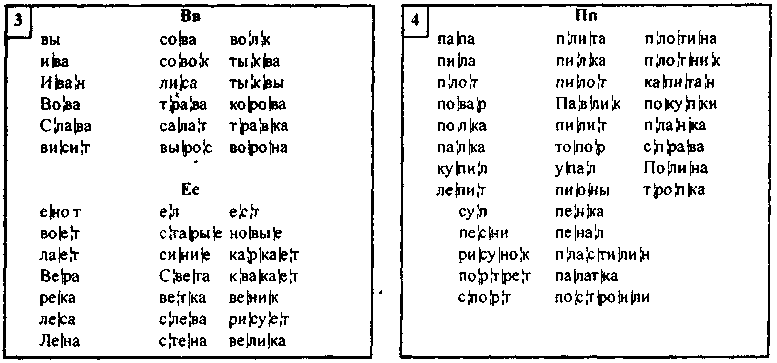 3
Вв
вы сова волк
ива совок тыква
Иван лиса тыквы
Вова трава корова
Слава салат травка
висит вырос ворона
Ее
енот ел ест
воет старые новые
лает синие каркает
Вера Света квакает
река ветка веник
леса слева рисует
Лена стена велика
4
Пп
папа плита плотина
пила пилка плотник
плот пилот капитан
повар Павлик покупки
полка пилит планка
палка топор справа
купил упал Полина
лепит пионы тропка
суп пенка
песни пенал
рисунок пластилин
портрет палатка
спорт построили